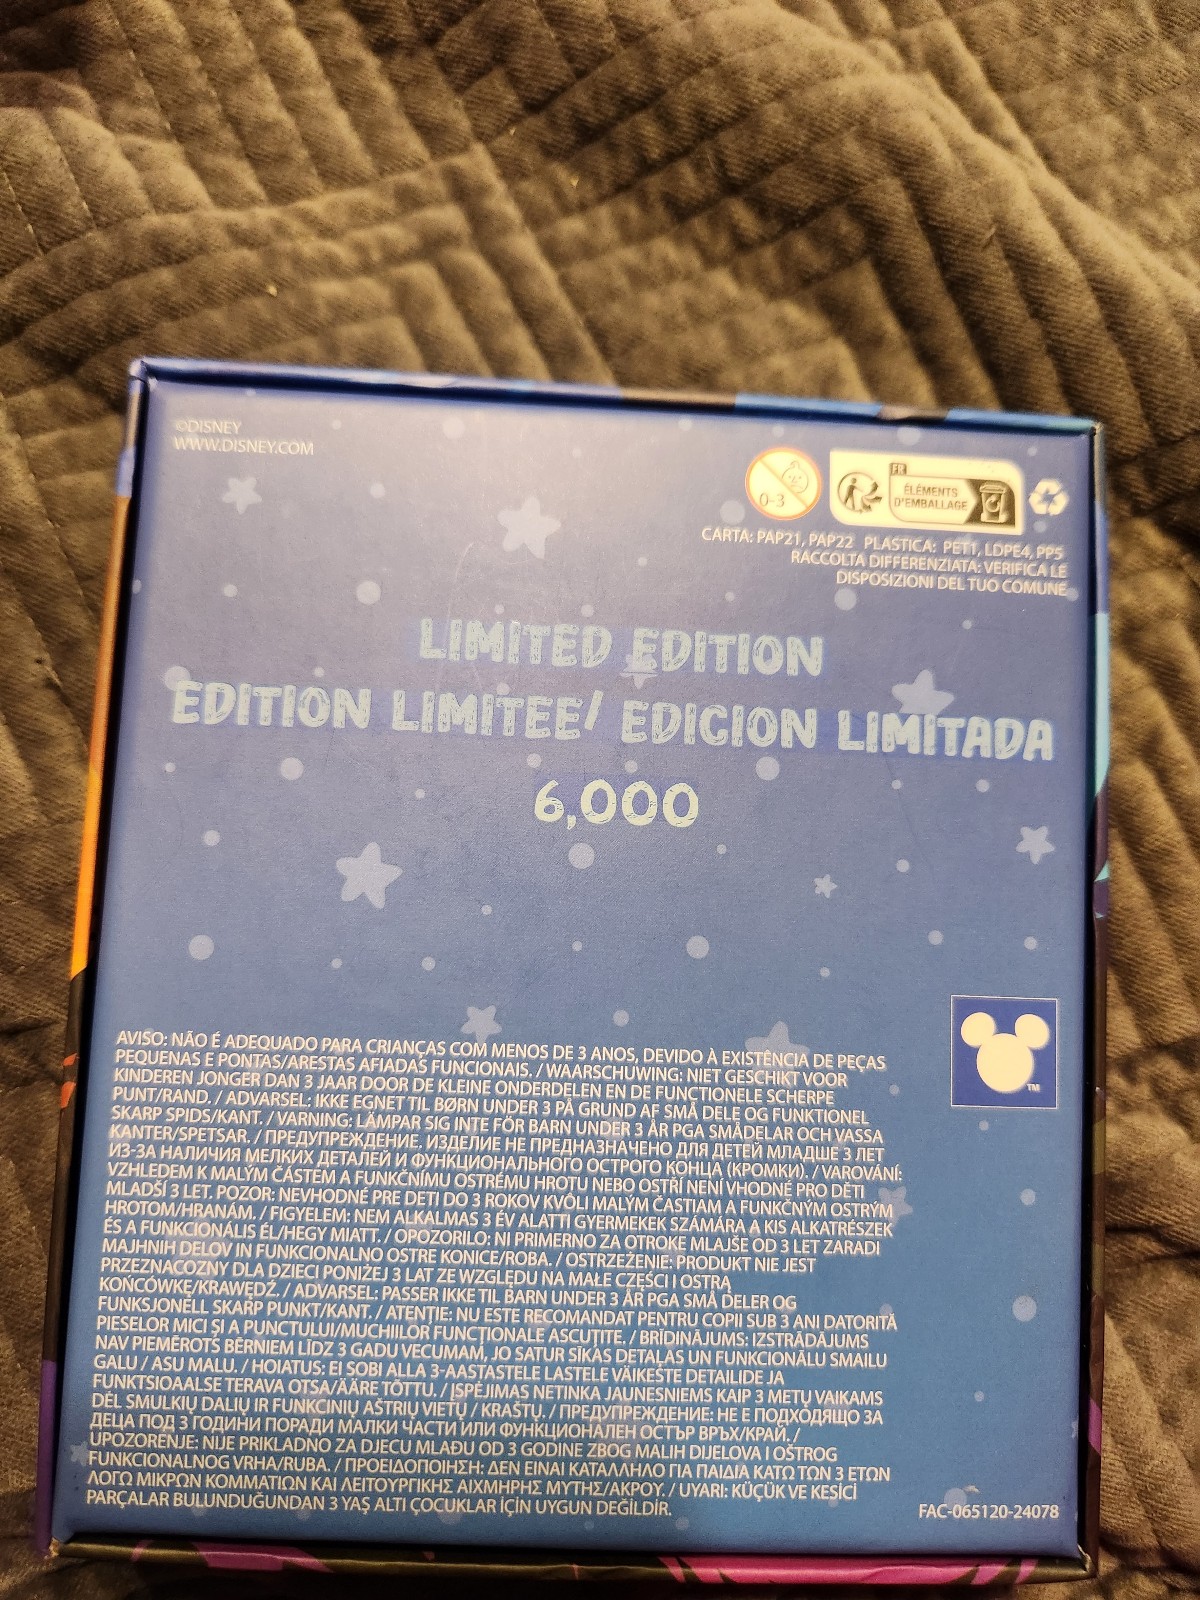 ©DISNEY
WWW.DISNEY.COM
0-3
FR
ÉLÉMENTS
D'EMBALLAGE
CARTA: PAP21, PAP22 PLASTICA: PET1, LDPE4, PP5
RACCOLTA DIFFERENZIATA: VERIFICA LE
DISPOSIZIONI DEL TUO COMUNE
LIMITED EDITION
EDITION LIMITEE/ EDICION LIMITADA
6,000
AVISO: NÃO É ADEQUADO PARA CRIANÇAS COM MENOS DE 3 ANOS, DEVIDO À EXISTÊNCIA DE PEÇAS
PEQUENAS E PONTAS/ARESTAS AFIADAS FUNCIONAIS. / WAARSCHUWING: NIET GESCHIKT VOOR
KINDEREN JONGER DAN 3 JAAR DOOR DE KLEINE ONDERDELEN EN DE FUNCTIONELE SCHERPE
PUNT/RAND. / ADVARSEL: IKKE EGNET TIL BØRN UNDER 3 PÅ GRUND AF SMÅ DELE OG FUNKTIONEL
SKARP SPIDS/KANT. / VARNING: LÄMPAR SIG INTE FÖR BARN UNDER 3 ÅR PGA SMÅDELAR OCH VASSA
KANTER/SPETSAR. / ПРЕДУПРЕЖДЕНИЕ. ИЗДЕЛИЕ НЕ ПРЕДНАЗНАЧЕНО ДЛЯ ДЕТЕЙ МЛАДШЕ 3 ЛЕТ
ИЗ-ЗА НАЛИЧИЯ МЕЛКИХ ДЕТАЛЕЙ И ФУНКЦИОНАЛЬНОГО ОСТРОГО КОНЦА (КРОМКИ). / VAROVÁNÍ:
VZHLEDEM K MALÝM ČÁSTEM A FUNKČNÍMU OSTRÉMU HROTU NEBO OSTŘÍ NENÍ VHODNÉ PRO DĚTI
MLADŠÍ 3 LET. POZOR: NEVHODNÉ PRE DETI DO 3 ROKOV KVÔLI MALÝM ČASTIAM A FUNKČNÝM OSTRÝM
HROTOM/HRANÁM. / FIGYELEM: NEM ALKALMAS 3 ÉV ALATTI GYERMEKEK SZÁMÁRA A KIS ALKATRÉSZEK
ÉS A FUNKCIONÁLIS ÉL/HEGY MIATT. / OPOZORILO: NI PRIMERNO ZA OTROKE MLAJŠE OD 3 LET ZARADI
MAJHNIH DELOV IN FUNKCIONALNO OSTRE KONICE/ROBA. / OSTRZEŻENIE: PRODUKT NIE JEST
PRZEZNACOZNY DLA DZIECI PONIŻEJ 3 LAT ZE WZGLĘDU NA MAŁE CZĘŚCI I OSTRĄ
KOŃCÓWKĘ/KRAWĘDŹ. / ADVARSEL: PASSER IKKE TIL BARN UNDER 3 ÅR PGA SMÅ DELER OG
FUNKSJONELL SKARP PUNKT/KANT. / ATENȚIE: NU ESTE RECOMANDAT PENTRU COPII SUB 3 ANI DATORITĂ
PIESELOR MICI ȘI A PUNCTULUI/MUCHIILOR FUNCȚIONALE ASCUȚITE. / BRĪDINĀJUMS: IZSTRĀDĀJUMS
NAV PIEMĒROTS BĒRNIEM LĪDZ 3 GADU VECUMAM, JO SATUR SĪKAS DETAĻAS UN FUNKCIONĀLU SMAILU
GALU / ASU MALU. / HOIATUS: EI SOBI ALLA 3-AASTASTELE LASTELE VÄIKESTE DETAILIDE JA
FUNKTSIOAALSE TERAVA OTSA/ÄÄRE TÕTTU. / ĮSPĖJIMAS NETINKA JAUNESNIEMS KAIP 3 METŲ VAIKAMS
DĖL SMULKIŲ DALIŲ IR FUNKCINIŲ AŠTRIŲ VIETŲ / KRAŠTŲ. / ПРЕДУПРЕЖДЕНИЕ: НЕ Е ПОДХОДЯЩО ЗА
ДЕЦА ПОД 3 ГОДИНИ ПОРАДИ МАЛКИ ЧАСТИ ИЛИ ФУНКЦИОНАЛЕН ОСТЪР ВРЪХ/КРАЙ. /
UPOZORENJE: NIJE PRIKLADNO ZA DJECU MLAĐU OD 3 GODINE ZBOG MALIH DIJELOVA I OŠTROG
FUNKCIONALNOG VRHA/RUBA. / ΠΡΟΕΙΔΟΠΟΙΗΣΗ: ΔΕΝ ΕΙΝΑΙ ΚΑΤΑΛΛΗΛΟ ΓΙΑ ΠΑΙΔΙΑ ΚΑΤΩ ΤΩΝ 3 ΕΤΩΝ
ΛΟΓΩ ΜΙΚΡΩΝ ΚΟΜΜΑΤΙΩΝ ΚΑΙ ΛΕΙΤΟΥΡΓΙΚΗΣ ΑΙΧΜΗΡΗΣ ΜΥΤΗΣ/ΑΚΡΟΥ. / UYARI: KÜÇÜK VE KESİCİ
PARÇALAR BULUNDUĞUNDAN 3 YAŞ ALTI ÇOCUKLAR İÇİN UYGUN DEĞİLDİR.
TM
FAC-065120-24078